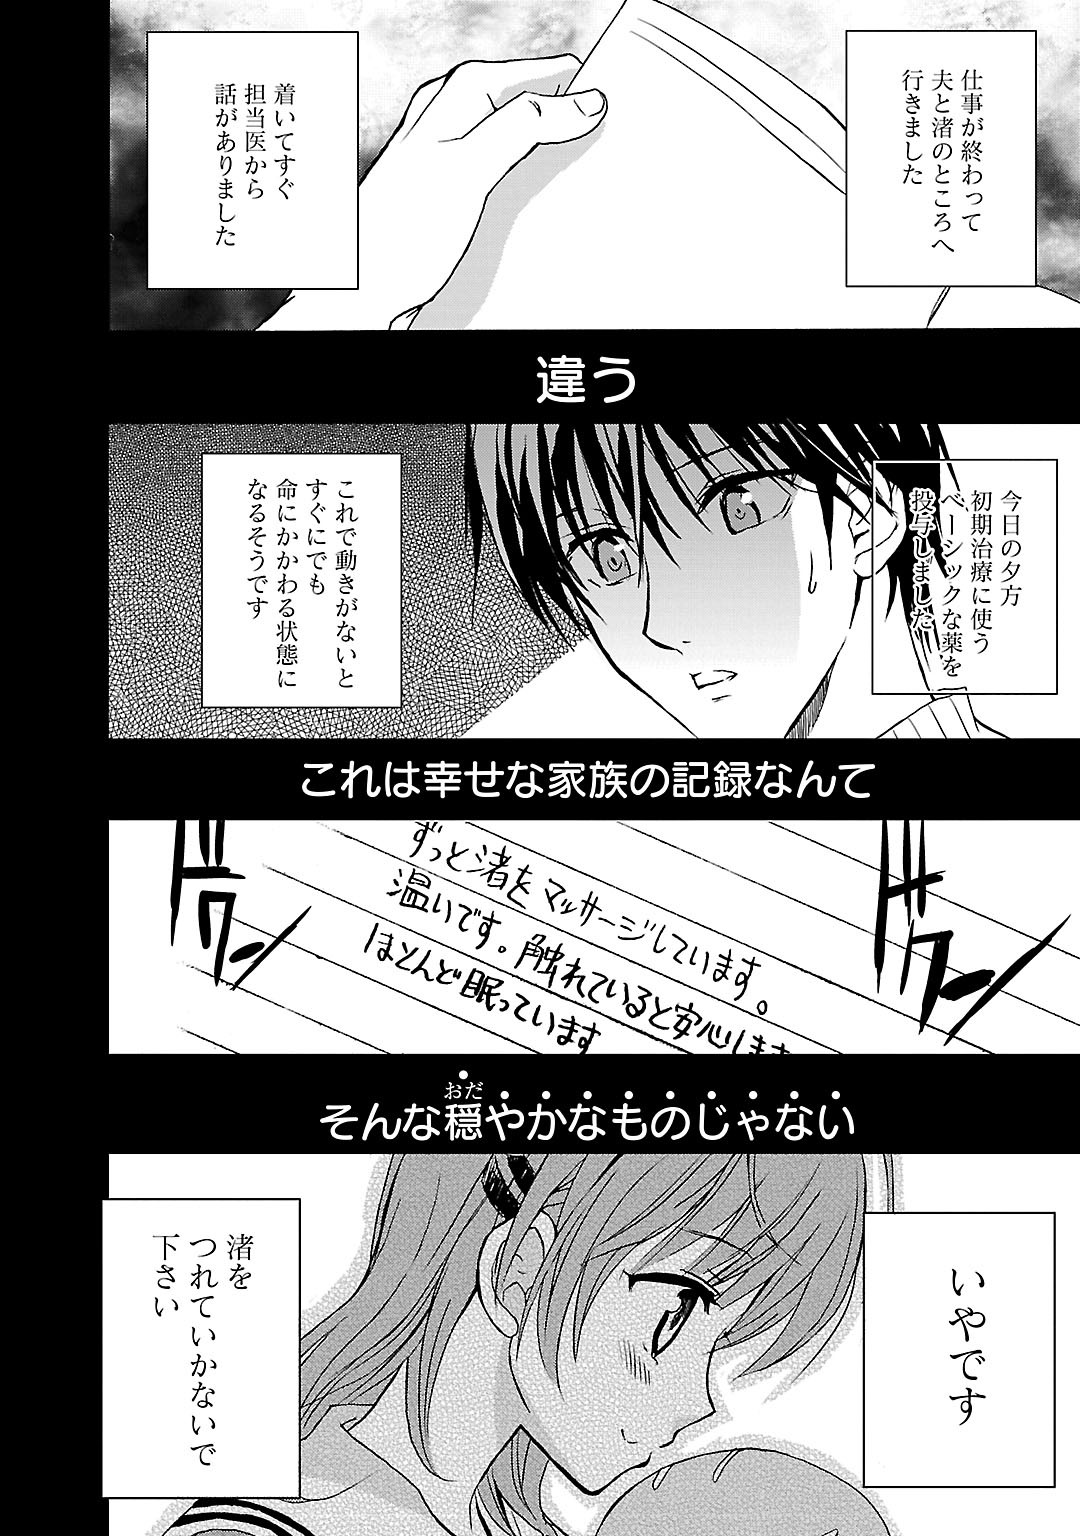 仕事が終わって
夫と渚のところへ
行きました
着いてすぐ
担当医から
話がありました
違う
今日の夕方
初期治療に使う
ベーシックな薬を
投与しました
これで動きがないと
すぐにでも
命にかかわる状態に
なるそうです
これは幸せな家族の記録なんて
ドクン
ドクン
ずっと渚をマッサージしています。
温いです。触れていると安心しま
ほとんど眠っています
おだ
そんな穏やかなものじゃない
いやです
渚を
つれていかないで
下さい